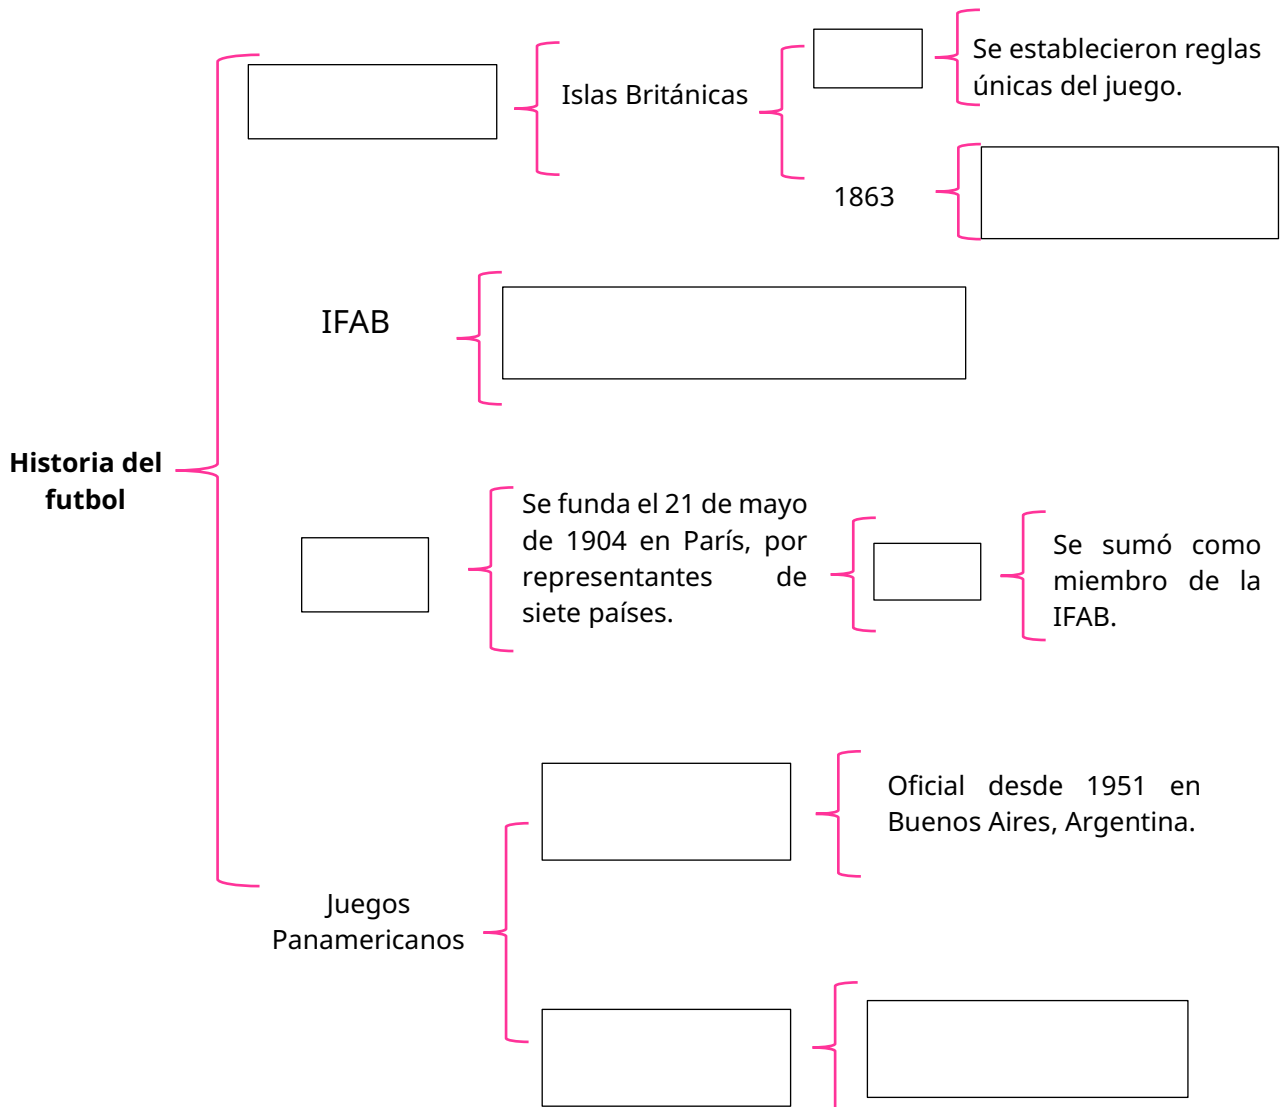 Islas Británicas
Se establecieron reglas
únicas del juego.
1863
IFAB
Historia del
futbol
Se funda el 21 de mayo
de 1904 en París, por
representantes de
siete países.
Se sumó como
miembro de la
IFAB.
Juegos
Panamericanos
Oficial desde 1951 en
Buenos Aires, Argentina.